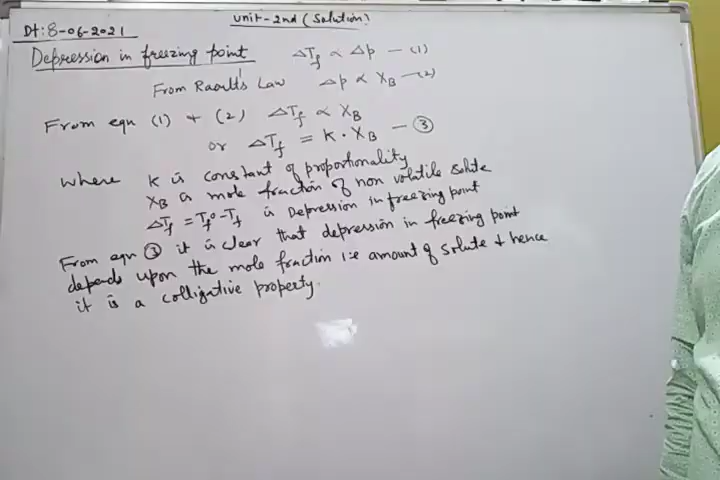 Unit-2nd (Solution)
Dt:8-06-2021
Depression in freezing point ΔTf ∝ Δp — (1)
From Raoult's Law Δp ∝ XB — (2)
From eqn (1) + (2) ΔTf ∝ XB
or ΔTf = K · XB — ③
where K is constant of proportionality
XB is mole fraction of non volatile solute
ΔTf = Tf° - Tf is Depression in freezing point
From eqn ③ it is clear that depression in freezing point
depends upon the mole fraction i.e amount of solute + hence
it is a colligative property.